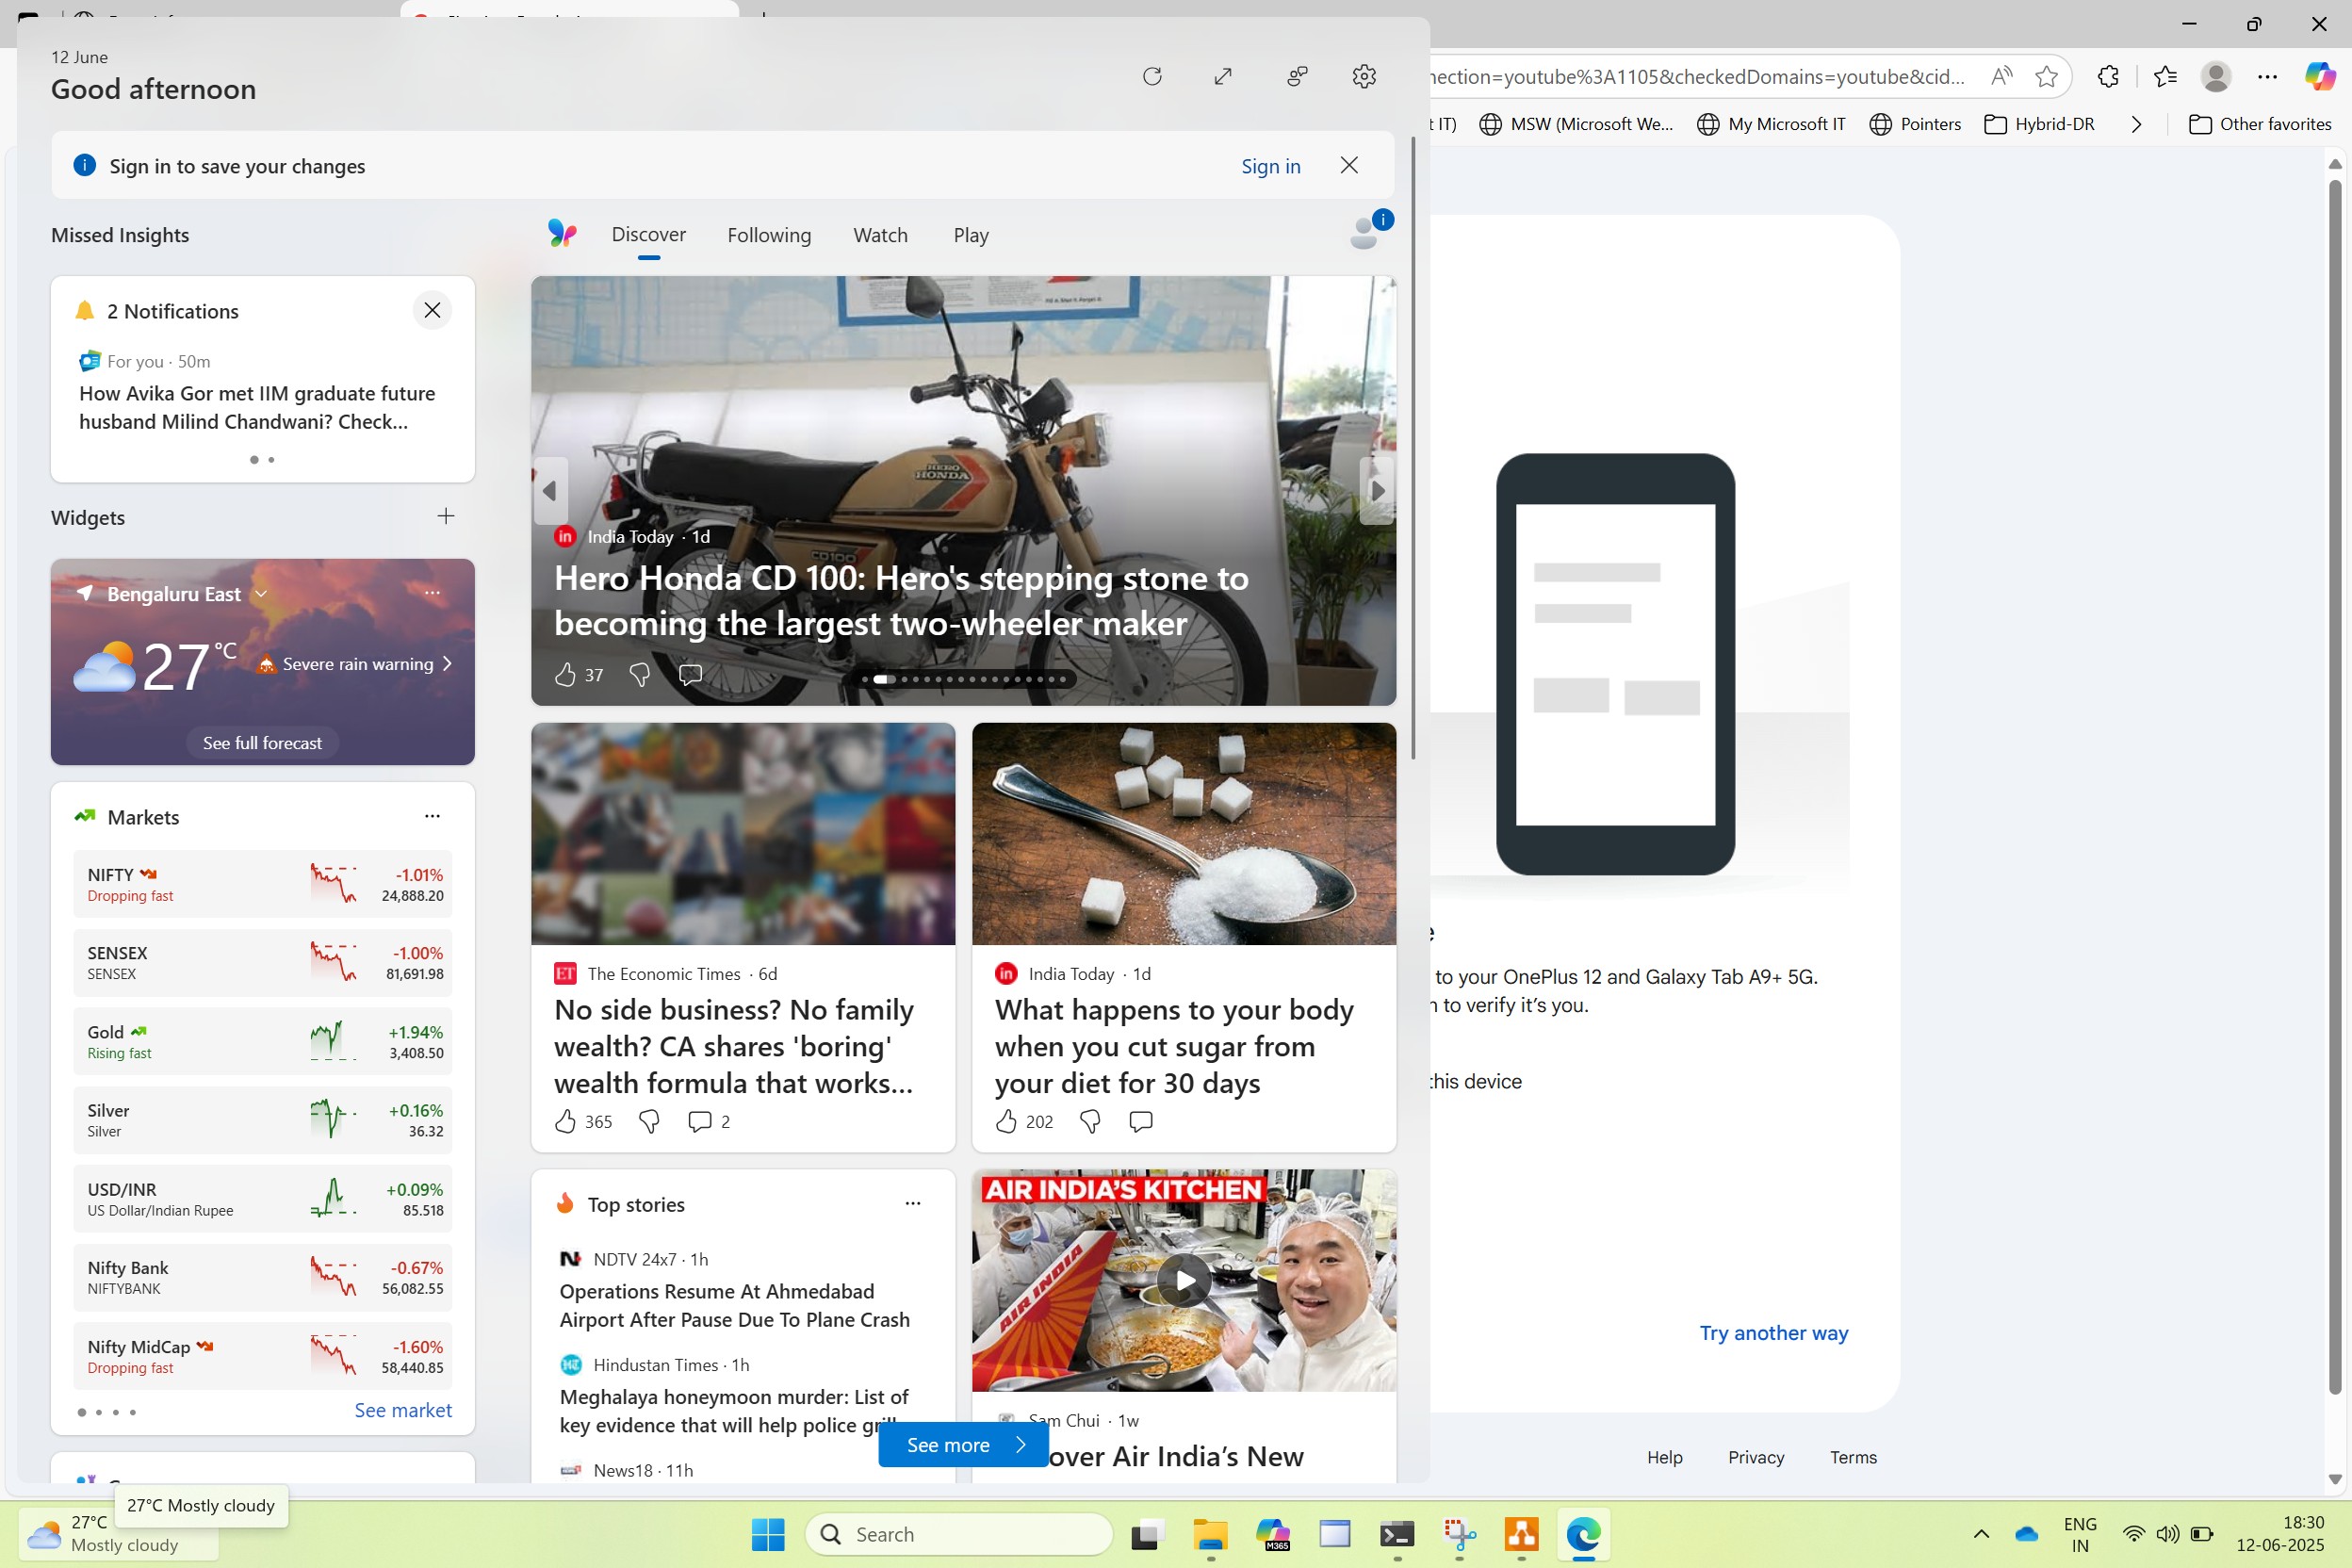 12 June
Good afternoon
Sign in to save your changes
Sign in
Missed Insights
2 Notifications
For you · 50m
How Avika Gor met IIM graduate future
husband Milind Chandwani? Check...
Widgets
Bengaluru East
27°C
Severe rain warning
See full forecast
Markets
NIFTY
Dropping fast
-1.01%
24,888.20
SENSEX
SENSEX
-1.00%
81,691.98
Gold
Rising fast
+1.94%
3,408.50
Silver
Silver
+0.16%
36.32
USD/INR
US Dollar/Indian Rupee
+0.09%
85.518
Nifty Bank
NIFTYBANK
-0.67%
56,082.55
Nifty MidCap
Dropping fast
-1.60%
58,440.85
See market
Discover
Following
Watch
Play
HERO
HONDA
CD100
India Today · 1d
Hero Honda CD 100: Hero's stepping stone to
becoming the largest two-wheeler maker
37
ET
The Economic Times · 6d
No side business? No family
wealth? CA shares 'boring'
wealth formula that works...
365
2
in
India Today · 1d
What happens to your body
when you cut sugar from
your diet for 30 days
202
Top stories
NDTV 24x7 · 1h
Operations Resume At Ahmedabad
Airport After Pause Due To Plane Crash
Hindustan Times · 1h
Meghalaya honeymoon murder: List of
key evidence that will help police
News18 · 11h
See more
AIR INDIA'S KITCHEN
AIR INDIA
Sam Chui · 1w
over Air India's New
nection=youtube%3A1105&checkedDomains=youtube&cid...
IT)
MSW (Microsoft We...
My Microsoft IT
Pointers
Hybrid-DR
Other favorites
to your OnePlus 12 and Galaxy Tab A9+ 5G.
to verify it's you.
this device
Try another way
Help
Privacy
Terms
27°C Mostly cloudy
27°C
Mostly cloudy
Search
M365
ENG
IN
18:30
12-06-2025